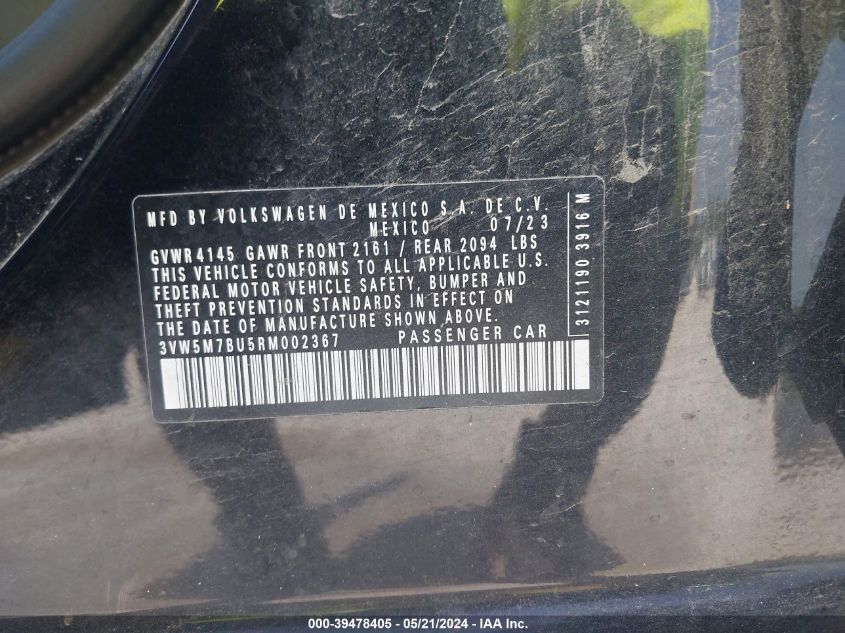 MFD BY VOLKSWAGEN DE MEXICO S.A. DE C.V.
MEXICO 07/23
GVWR 4145 GAWR FRONT 2161 / REAR 2094 LBS
THIS VEHICLE CONFORMS TO ALL APPLICABLE U.S.
FEDERAL MOTOR VEHICLE SAFETY, BUMPER AND
THEFT PREVENTION STANDARDS IN EFFECT ON
THE DATE OF MANUFACTURE SHOWN ABOVE.
3VW5M7BU5RM002367 PASSENGER CAR
3121190 3916 M
000-39478405 - 05/21/2024 - IAA Inc.